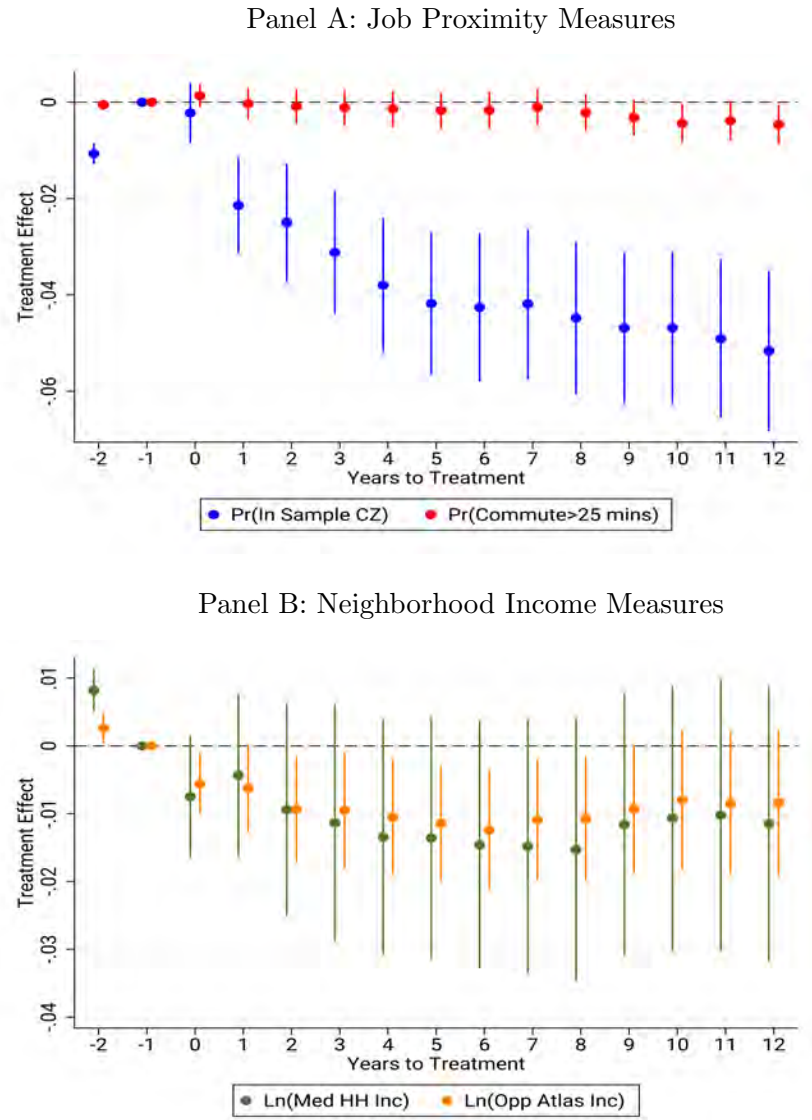 Panel A: Job Proximity Measures
0
-.02
-.04
-.06
Treatment Effect
-2 -1 0 1 2 3 4 5 6 7 8 9 10 11 12
Years to Treatment
Pr(In Sample CZ) Pr(Commute>25 mins)
Panel B: Neighborhood Income Measures
.01
0
-.01
-.02
-.03
-.04
Treatment Effect
-2 -1 0 1 2 3 4 5 6 7 8 9 10 11 12
Years to Treatment
Ln(Med HH Inc) Ln(Opp Atlas Inc)